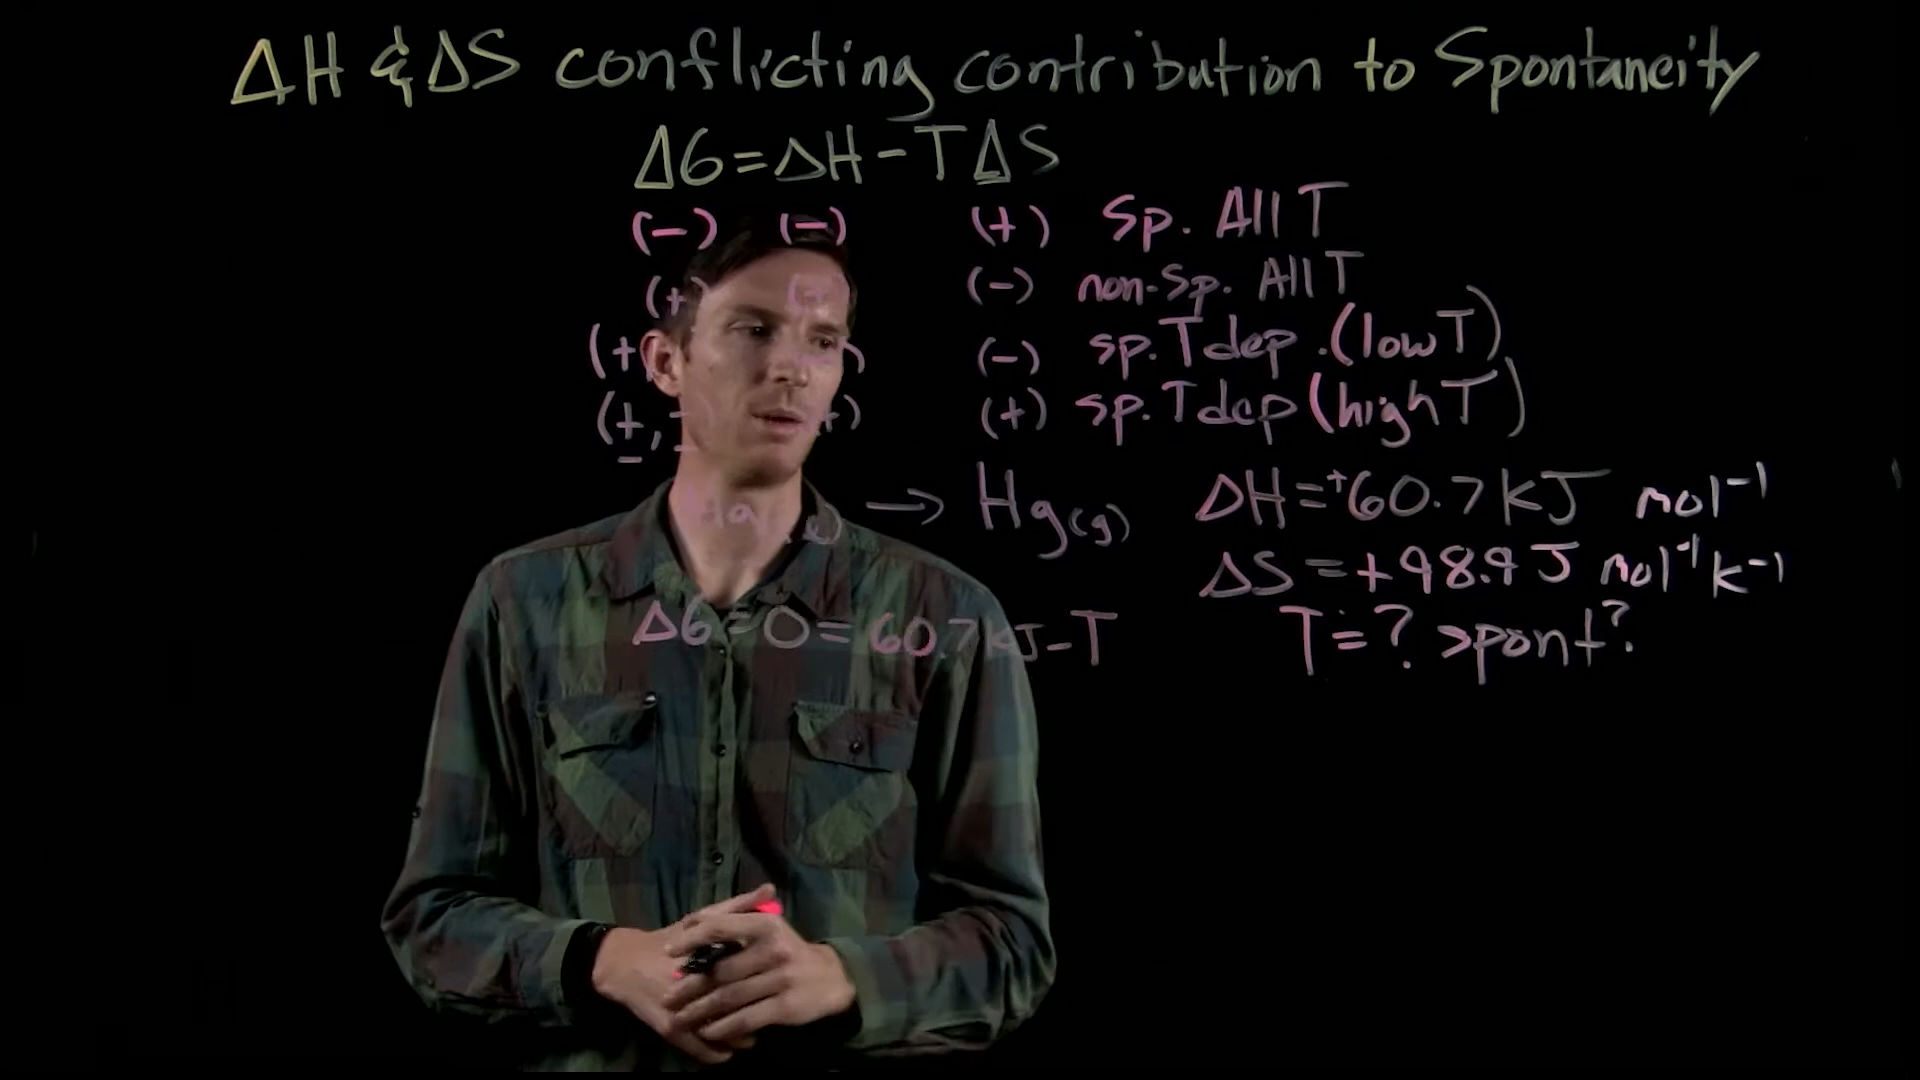 ΔH & ΔS conflicting contribution to Spontaneity
ΔG = ΔH - TΔS
(-) (-) (+) Sp. All T
(+) (-) non-Sp. All T
(+ (-) sp. T dep. (low T)
(+, - +) (+) sp. T dep (high T)
→ Hg(g) ΔH = +60.7 kJ mol⁻¹
ΔS = +98.9 J mol⁻¹ K⁻¹
ΔG = 0 = 60.7 kJ - T T = ? spont?